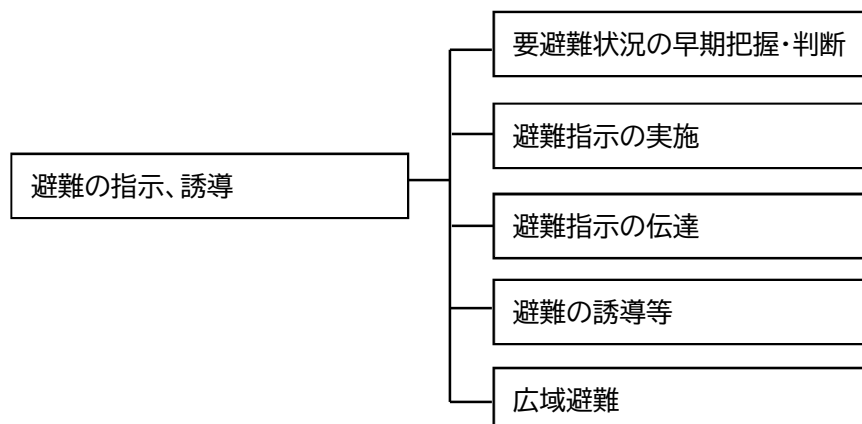 避難の指示、誘導
要避難状況の早期把握・判断
避難指示の実施
避難指示の伝達
避難の誘導等
広域避難